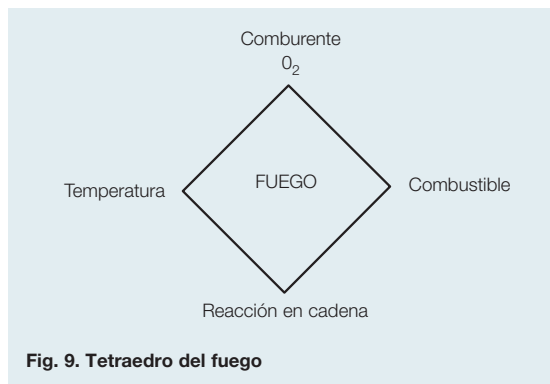 Comburente
0₂
Temperatura
FUEGO
Combustible
Reacción en cadena
Fig. 9. Tetraedro del fuego